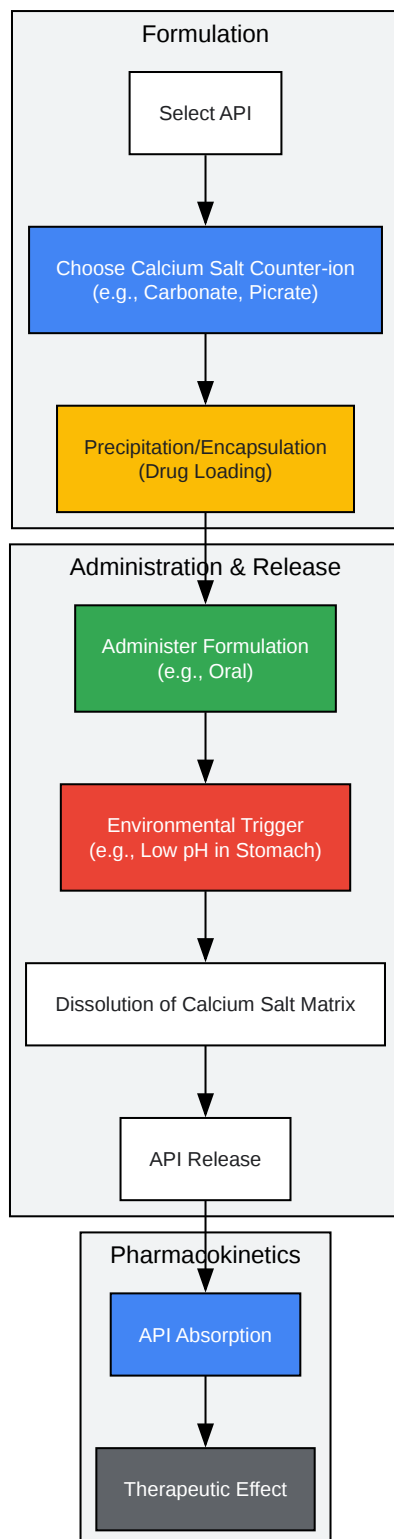 Formulation
Select API
Choose Calcium Salt Counter-ion
(e.g., Carbonate, Picrate)
Precipitation/Encapsulation
(Drug Loading)
Administration & Release
Administer Formulation
(e.g., Oral)
Environmental Trigger
(e.g., Low pH in Stomach)
Dissolution of Calcium Salt Matrix
API Release
Pharmacokinetics
API Absorption
Therapeutic Effect